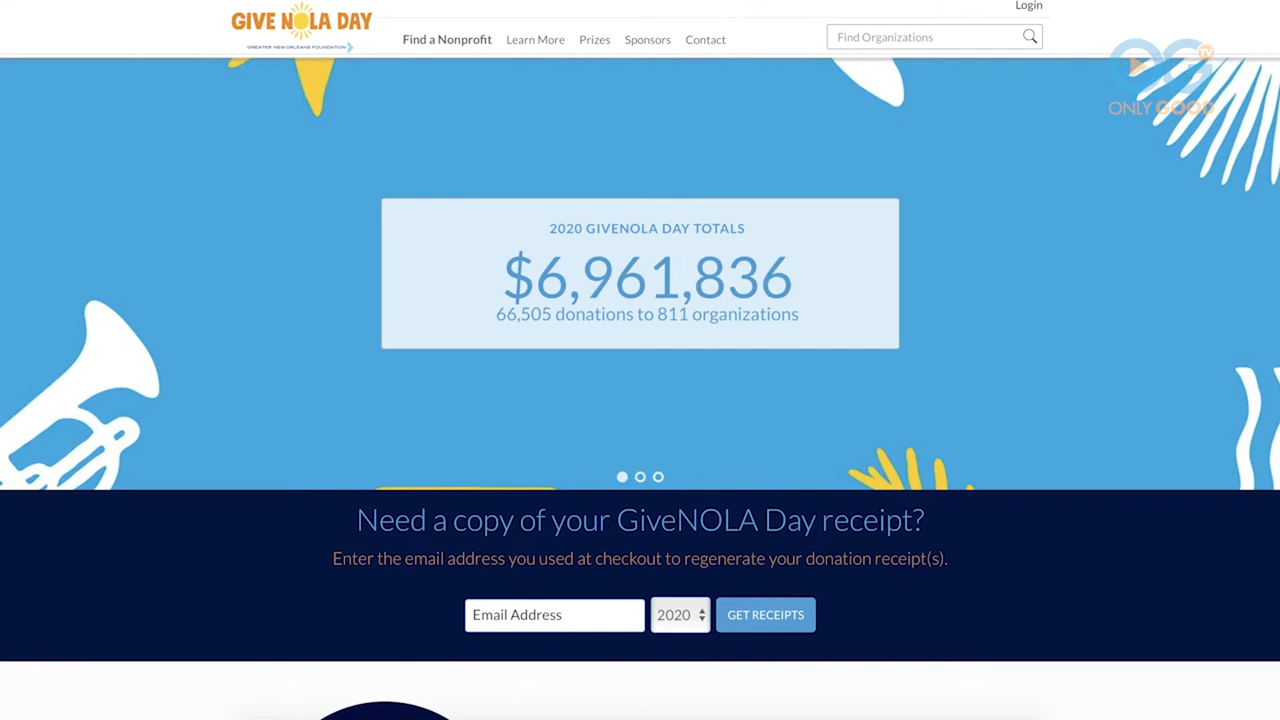 Login
GIVE NOLA DAY
GREATER NEW ORLEANS FOUNDATION
Find a Nonprofit Learn More Prizes Sponsors Contact
Find Organizations
OG TV
ONLY GOOD
2020 GIVENOLA DAY TOTALS
$6,961,836
66,505 donations to 811 organizations
Need a copy of your GiveNOLA Day receipt?
Enter the email address you used at checkout to regenerate your donation receipt(s).
Email Address 2020 GET RECEIPTS